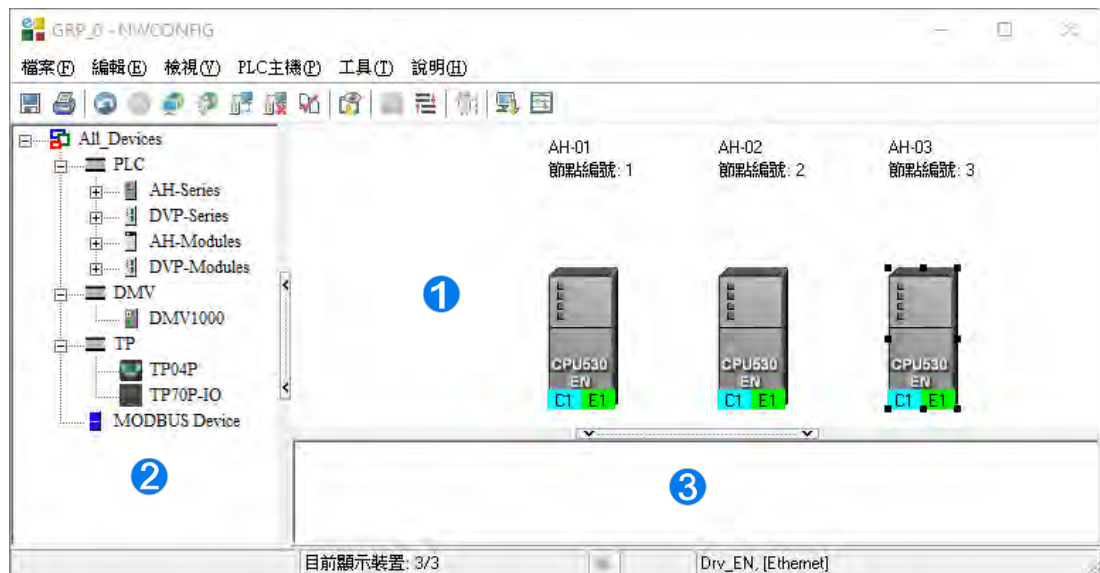 GRP_0 - NWCONFIG
檔案(F) 編輯(E) 檢視(V) PLC主機(P) 工具(T) 說明(H)
All_Devices
PLC
AH-Series
DVP-Series
AH-Modules
DVP-Modules
DMV
DMV1000
TP
TP04P
TP70P-IO
MODBUS Device
2
AH-01
節點編號: 1
AH-02
節點編號: 2
AH-03
節點編號: 3
1
CPU530
EN
C1 E1
CPU530
EN
C1 E1
CPU530
EN
C1 E1
3
目前顯示裝置: 3/3
Drv_EN, [Ethernet]